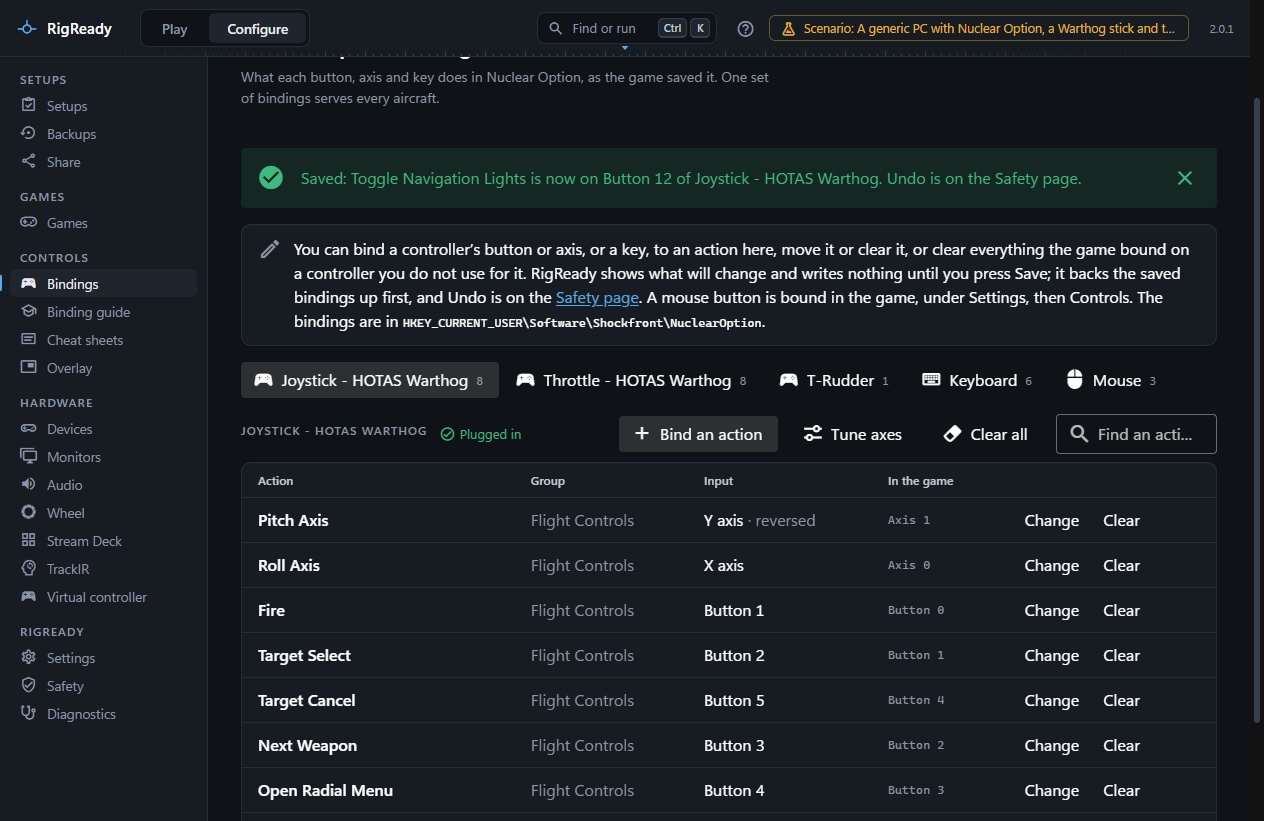 RigReady
Play
Configure
Find or run
Ctrl
K
Scenario: A generic PC with Nuclear Option, a Warthog stick and t...
2.0.1
SETUPS
Setups
Backups
Share
GAMES
Games
CONTROLS
Bindings
Binding guide
Cheat sheets
Overlay
HARDWARE
Devices
Monitors
Audio
Wheel
Stream Deck
TrackIR
Virtual controller
RIGREADY
Settings
Safety
Diagnostics
What each button, axis and key does in Nuclear Option, as the game saved it. One set
of bindings serves every aircraft.
Saved: Toggle Navigation Lights is now on Button 12 of Joystick - HOTAS Warthog. Undo is on the Safety page.
You can bind a controller’s button or axis, or a key, to an action here, move it or clear it, or clear everything the game bound on
a controller you do not use for it. RigReady shows what will change and writes nothing until you press Save; it backs the saved
bindings up first, and Undo is on the Safety page. A mouse button is bound in the game, under Settings, then Controls. The
bindings are in HKEY_CURRENT_USER\Software\Shockfront\NuclearOption.
Joystick - HOTAS Warthog 8
Throttle - HOTAS Warthog 8
T-Rudder 1
Keyboard 6
Mouse 3
JOYSTICK - HOTAS WARTHOG
Plugged in
Bind an action
Tune axes
Clear all
Find an acti...
Action Group Input In the game
Pitch Axis Flight Controls Y axis · reversed Axis 1 Change Clear
Roll Axis Flight Controls X axis Axis 0 Change Clear
Fire Flight Controls Button 1 Button 0 Change Clear
Target Select Flight Controls Button 2 Button 1 Change Clear
Target Cancel Flight Controls Button 5 Button 4 Change Clear
Next Weapon Flight Controls Button 3 Button 2 Change Clear
Open Radial Menu Flight Controls Button 4 Button 3 Change Clear